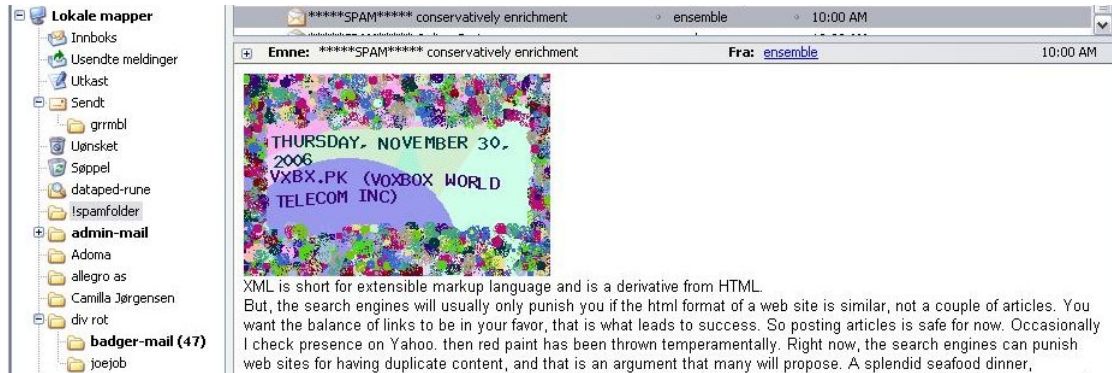 Lokale mapper
Innboks
Usendte meldinger
Utkast
Sendt
grrmbl
Uønsket
Søppel
dataped-rune
!spamfolder
admin-mail
Adoma
allegro as
Camilla Jørgensen
div rot
badger-mail (47)
joejob
*****SPAM***** conservatively enrichment ensemble 10:00 AM
Emne: *****SPAM***** conservatively enrichment Fra: ensemble 10:00 AM
THURSDAY, NOVEMBER 30,
2006
VXBX.PK (VOXBOX WORLD
TELECOM INC)
XML is short for extensible markup language and is a derivative from HTML.
But, the search engines will usually only punish you if the html format of a web site is similar, not a couple of articles. You
want the balance of links to be in your favor, that is what leads to success. So posting articles is safe for now. Occasionally
I check presence on Yahoo. then red paint has been thrown temperamentally. Right now, the search engines can punish
web sites for having duplicate content, and that is an argument that many will propose. A splendid seafood dinner,